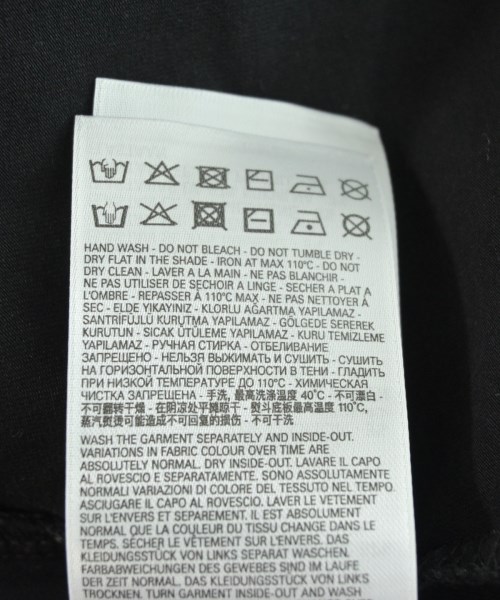 HAND WASH - DO NOT BLEACH - DO NOT TUMBLE DRY -
DRY FLAT IN THE SHADE - IRON AT MAX 110°C - DO NOT
DRY CLEAN - LAVER A LA MAIN - NE PAS BLANCHIR -
NE PAS UTILISER DE SECHOIR A LINGE - SECHER A PLAT A
L'OMBRE - REPASSER À 110°C MAX - NE PAS NETTOYER À
SEC - ELDE YIKAYINIZ - KLORLU AĞARTMA YAPILAMAZ -
SANTRİFÜJLÜ KURUTMA YAPILAMAZ - GÖLGEDE SEREREK
KURUTUN - SICAK ÜTÜLEME YAPILAMAZ - KURU TEMIZLEME
YAPILAMAZ - РУЧНАЯ СТИРКА - ОТБЕЛИВАНИЕ
ЗАПРЕЩЕНО - НЕЛЬЗЯ ВЫЖИМАТЬ И СУШИТЬ - СУШИТЬ
НА ГОРИЗОНТАЛЬНОЙ ПОВЕРХНОСТИ В ТЕНИ - ГЛАДИТЬ
ПРИ НИЗКОЙ ТЕМПЕРАТУРЕ ДО 110°C - ХИМИЧЕСКАЯ
ЧИСТКА ЗАПРЕЩЕНА - 手洗, 最高洗涤温度 40°C - 不可漂白 -
不可翻转干燥 - 在阴凉处平摊晾干 - 熨斗底板最高温度 110°C,
蒸汽熨烫可能造成不可回复的损伤 - 不可干洗
WASH THE GARMENT SEPARATELY AND INSIDE-OUT.
VARIATIONS IN FABRIC COLOUR OVER TIME ARE
ABSOLUTELY NORMAL. DRY INSIDE-OUT. LAVARE IL CAPO
AL ROVESCIO E SEPARATAMENTE. SONO ASSOLUTAMENTE
NORMALI VARIAZIONI DI COLORE DEL TESSUTO NEL TEMPO.
ASCIUGARE IL CAPO AL ROVESCIO. LAVER LE VETEMENT
SUR L'ENVERS ET SEPAREMENT. IL EST ABSOLUMENT
NORMAL QUE LA COULEUR DU TISSU CHANGE DANS LE
TEMPS. SÉCHER LE VÊTEMENT SUR L'ENVERS. DAS
KLEIDUNGSSTÜCK VON LINKS SEPARAT WASCHEN.
FARBABWEICHUNGEN DES GEWEBES SIND IM LAUFE
DER ZEIT NORMAL. DAS KLEIDUNGSSTÜCK VON LINKS
TROCKNEN. TURN GARMENT INSIDE-OUT AND WASH